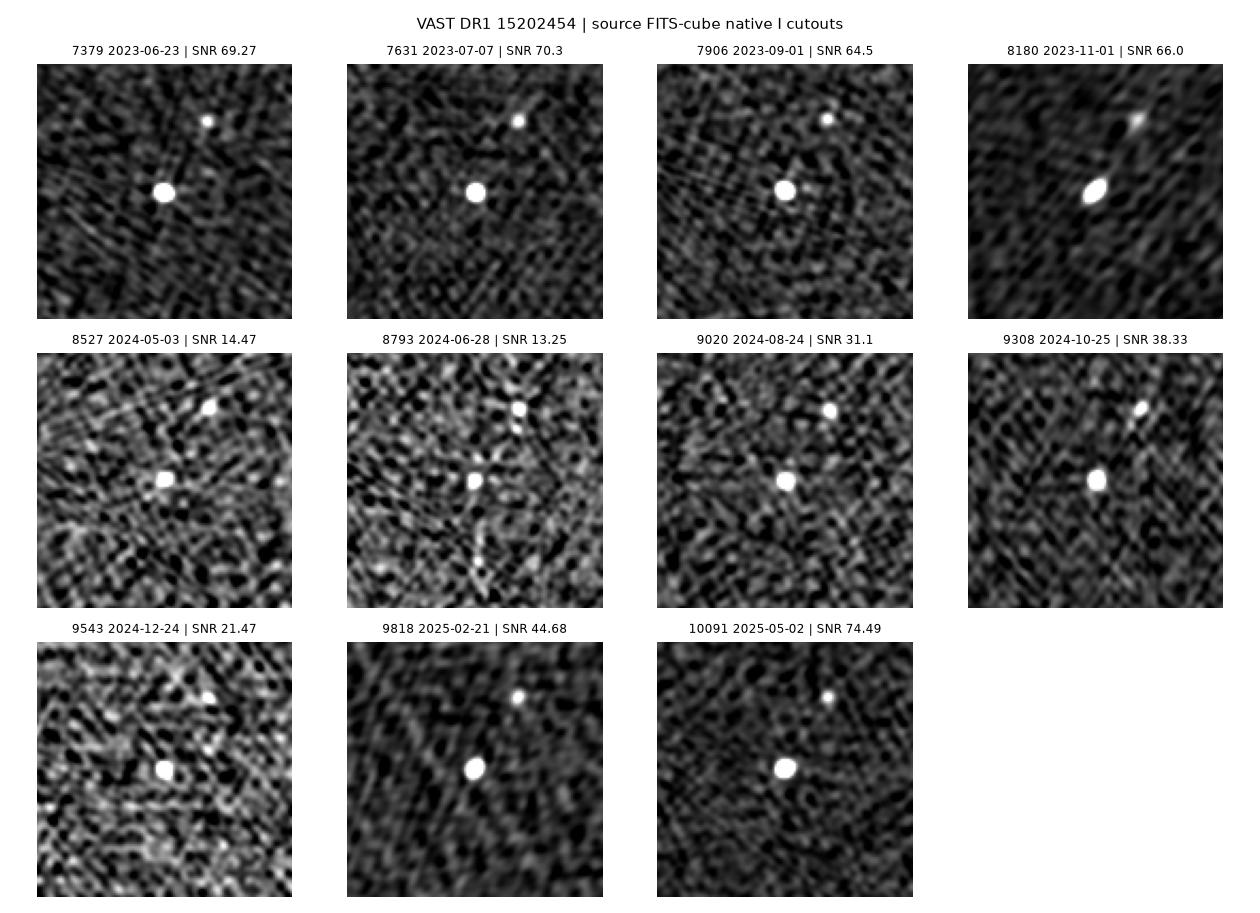 VAST DR1 15202454 | source FITS-cube native I cutouts
7379 2023-06-23 | SNR 69.27
7631 2023-07-07 | SNR 70.3
7906 2023-09-01 | SNR 64.5
8180 2023-11-01 | SNR 66.0
8527 2024-05-03 | SNR 14.47
8793 2024-06-28 | SNR 13.25
9020 2024-08-24 | SNR 31.1
9308 2024-10-25 | SNR 38.33
9543 2024-12-24 | SNR 21.47
9818 2025-02-21 | SNR 44.68
10091 2025-05-02 | SNR 74.49